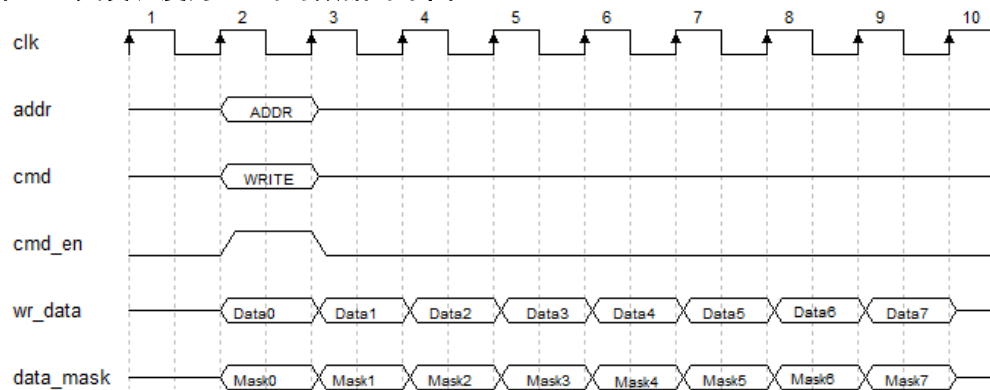 1 2 3 4 5 6 7 8 9 10
clk
addr ADDR
cmd WRITE
cmd_en
wr_data Data0 Data1 Data2 Data3 Data4 Data5 Data6 Data7
data_mask Mask0 Mask1 Mask2 Mask3 Mask4 Mask5 Mask6 Mask7